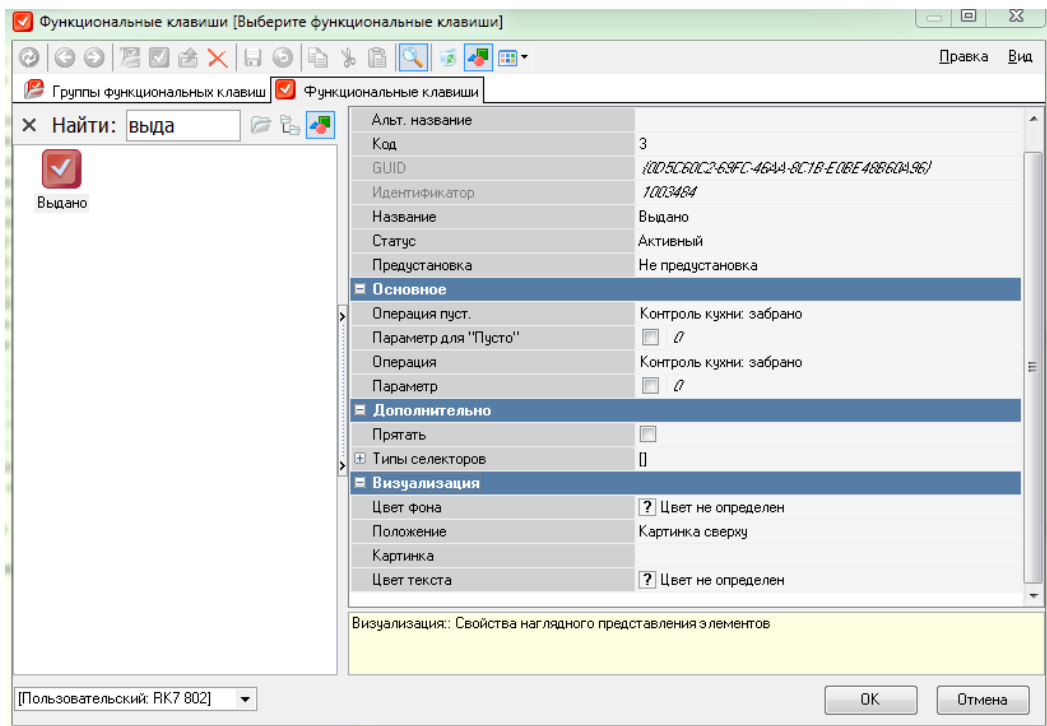 Функциональные клавиши [Выберите функциональные клавиши]
Правка Вид
Группы функциональных клавиш Функциональные клавиши
Найти: выда
Выдано
Альт. название
Код 3
GUID {0D5C60C2-69FC-46AA-8C1B-E0BE48B60A96}
Идентификатор 1003484
Название Выдано
Статус Активный
Предустановка Не предустановка
Основное
Операция пуст. Контроль кухни: забрано
Параметр для "Пусто" 0
Операция Контроль кухни: забрано
Параметр 0
Дополнительно
Прятать
Типы селекторов []
Визуализация
Цвет фона ? Цвет не определен
Положение Картинка сверху
Картинка
Цвет текста ? Цвет не определен
Визуализация:: Свойства наглядного представления элементов
[Пользовательский: RK7 802]
OK Отмена